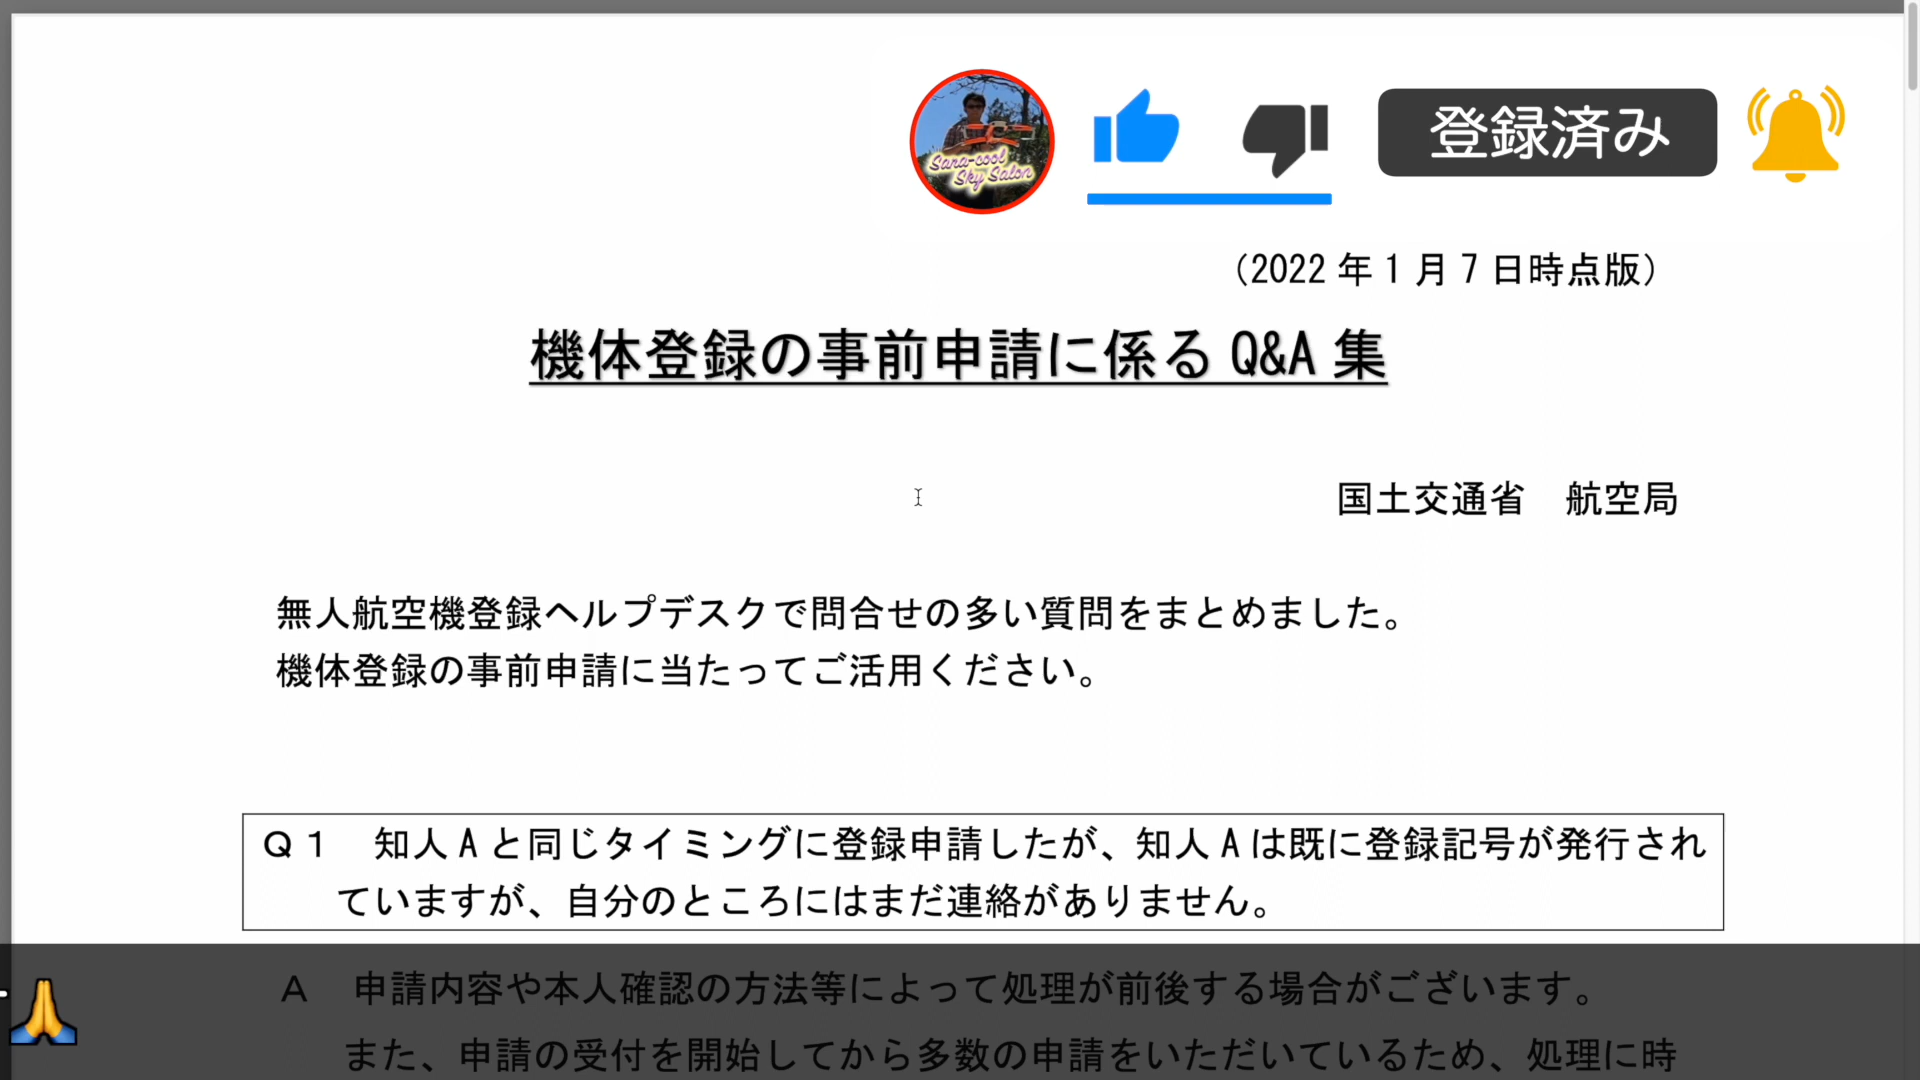 Sana-cool
Sky Salon
登録済み
（2022 年 1 月 7 日時点版）
機体登録の事前申請に係る Q&A 集
国土交通省　航空局
無人航空機登録ヘルプデスクで問合せの多い質問をまとめました。
機体登録の事前申請に当たってご活用ください。
Ｑ１　知人 A と同じタイミングに登録申請したが、知人 A は既に登録記号が発行され
ていますが、自分のところにはまだ連絡がありません。
Ａ　申請内容や本人確認の方法等によって処理が前後する場合がございます。
また、申請の受付を開始してから多数の申請をいただいているため、処理に時